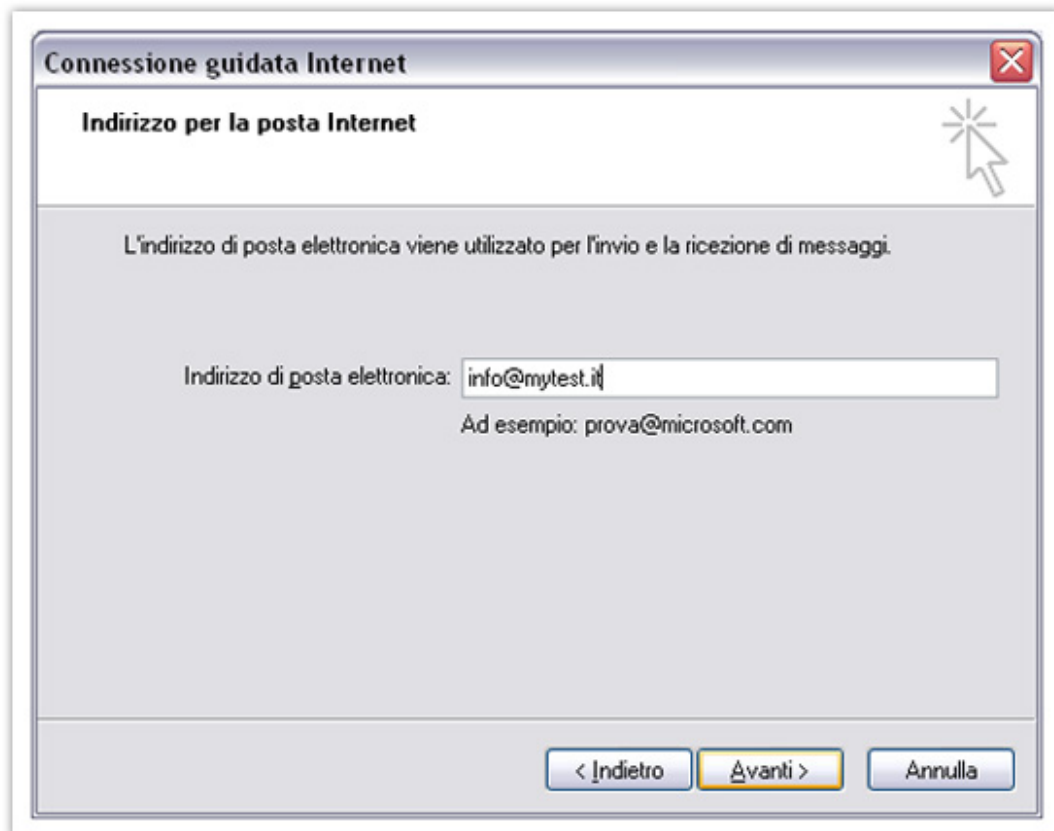 Connessione guidata Internet
Indirizzo per la posta Internet
L'indirizzo di posta elettronica viene utilizzato per l'invio e la ricezione di messaggi.
Indirizzo di posta elettronica: info@mytest.it
Ad esempio: prova@microsoft.com
< Indietro Avanti > Annulla